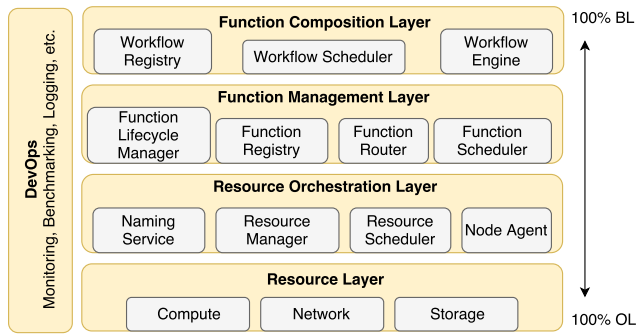 DevOps
Monitoring, Benchmarking, Logging, etc.
Function Composition Layer
Workflow
Registry
Workflow Scheduler
Workflow
Engine
Function Management Layer
Function
Lifecycle
Manager
Function
Registry
Function
Router
Function
Scheduler
Resource Orchestration Layer
Naming
Service
Resource
Manager
Resource
Scheduler
Node Agent
Resource Layer
Compute
Network
Storage
100% BL
100% OL